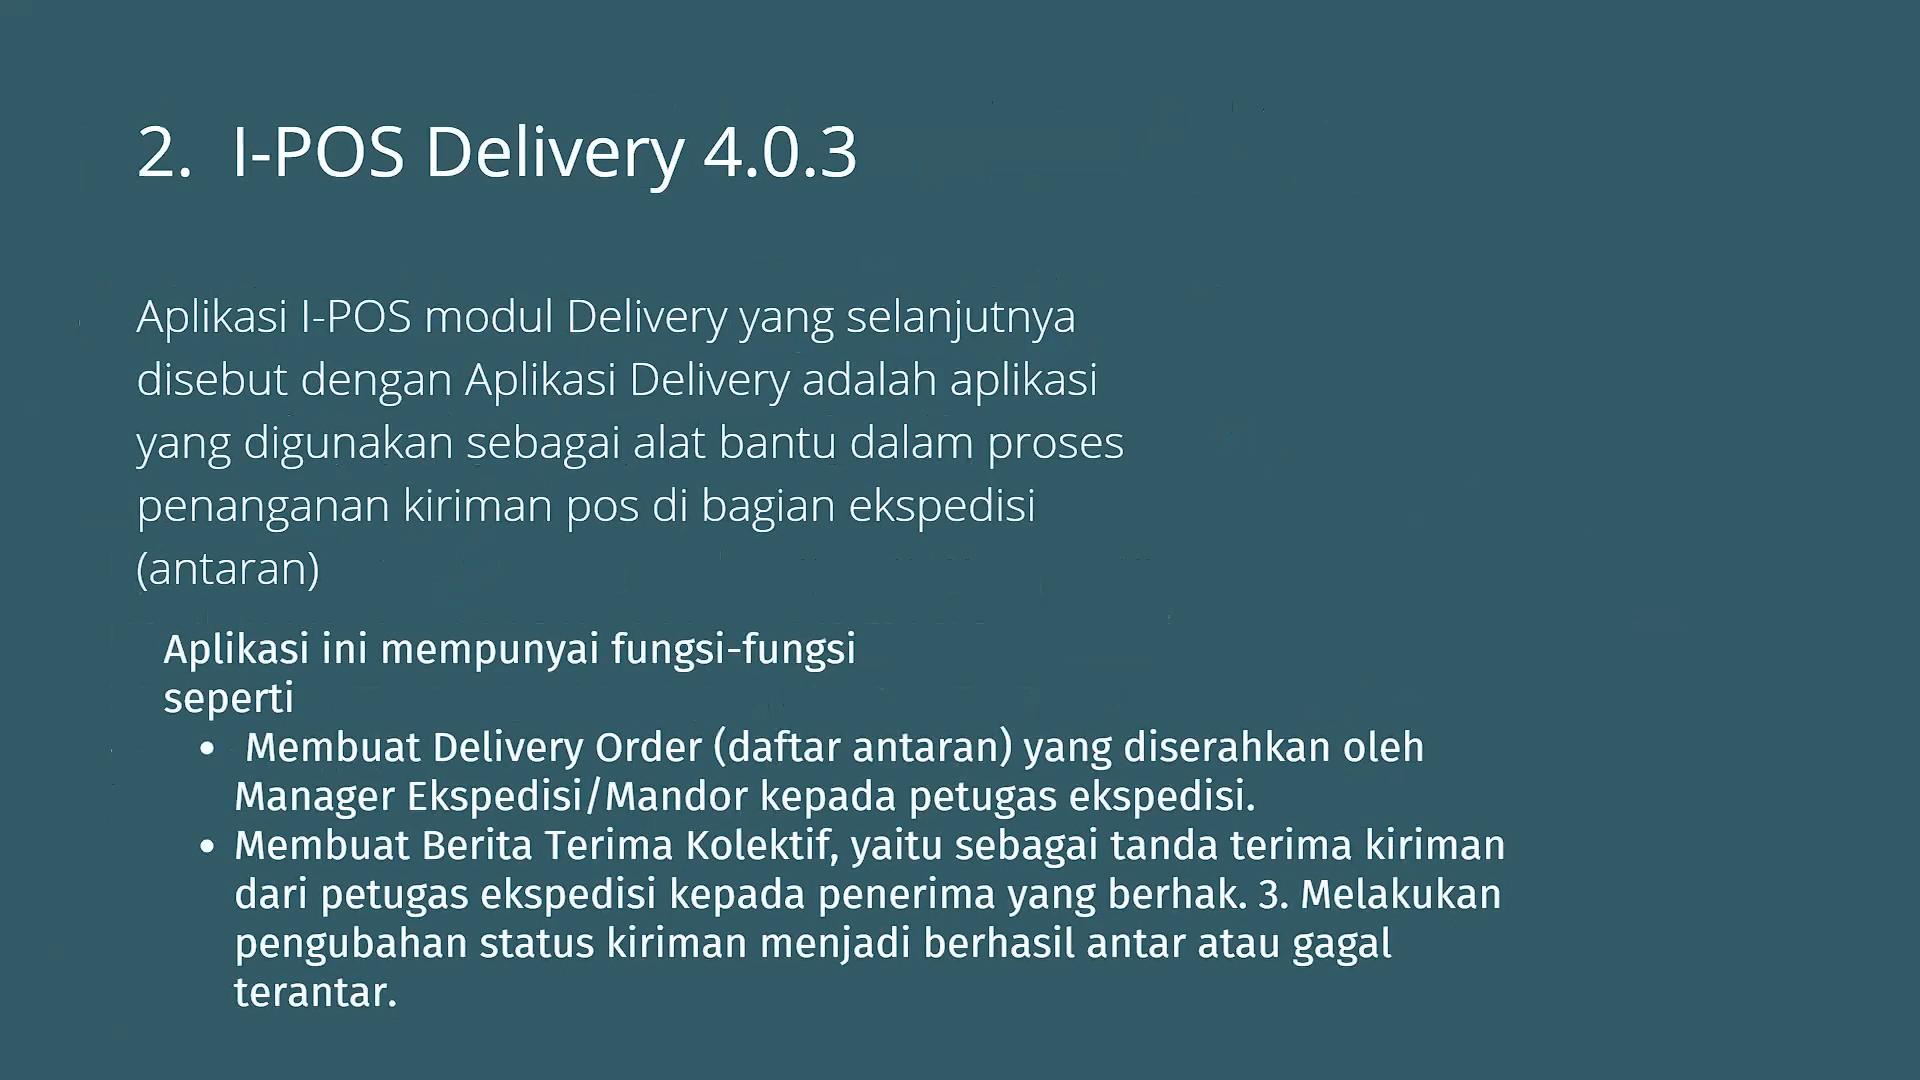 2. I-POS Delivery 4.0.3
Aplikasi I-POS modul Delivery yang selanjutnya
disebut dengan Aplikasi Delivery adalah aplikasi
yang digunakan sebagai alat bantu dalam proses
penanganan kiriman pos di bagian ekspedisi
(antaran)
Aplikasi ini mempunyai fungsi-fungsi
seperti
• Membuat Delivery Order (daftar antaran) yang diserahkan oleh
Manager Ekspedisi/Mandor kepada petugas ekspedisi.
• Membuat Berita Terima Kolektif, yaitu sebagai tanda terima kiriman
dari petugas ekspedisi kepada penerima yang berhak. 3. Melakukan
pengubahan status kiriman menjadi berhasil antar atau gagal
terantar.